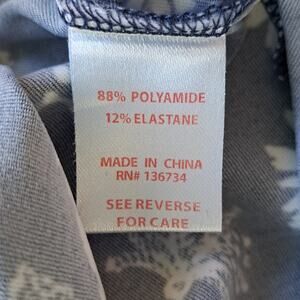 88% POLYAMIDE
12% ELASTANE
MADE IN CHINA
RN# 136734
SEE REVERSE
FOR CARE